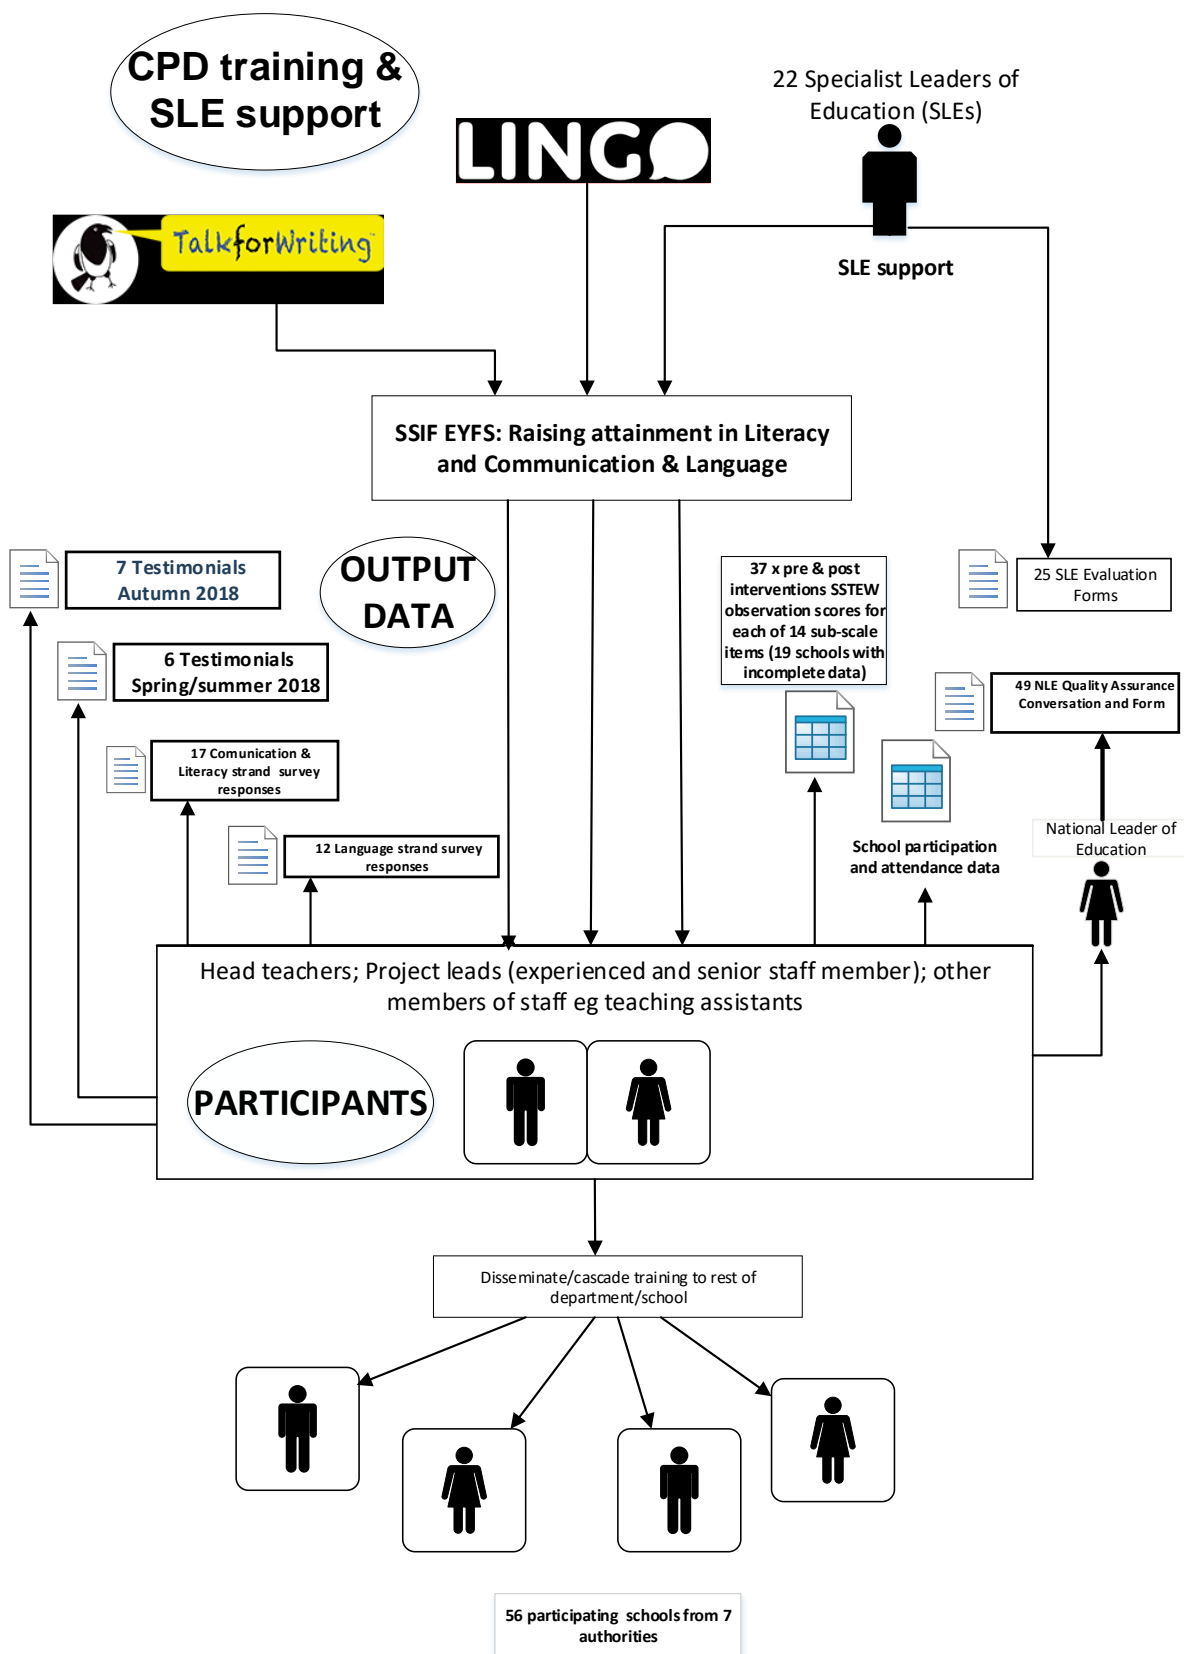 CPD training &
SLE support
22 Specialist Leaders of
Education (SLEs)
LINGO
TalkforWriting™
SLE support
SSIF EYFS: Raising attainment in Literacy
and Communication & Language
OUTPUT
DATA
7 Testimonials
Autumn 2018
6 Testimonials
Spring/summer 2018
17 Comunication &
Literacy strand survey
responses
12 Language strand survey
responses
37 x pre & post
interventions SSTEW
observation scores for
each of 14 sub-scale
items (19 schools with
incomplete data)
25 SLE Evaluation
Forms
49 NLE Quality Assurance
Conversation and Form
School participation
and attendance data
National Leader of
Education
Head teachers; Project leads (experienced and senior staff member); other
members of staff eg teaching assistants
PARTICIPANTS
Disseminate/cascade training to rest of
department/school
56 participating schools from 7
authorities